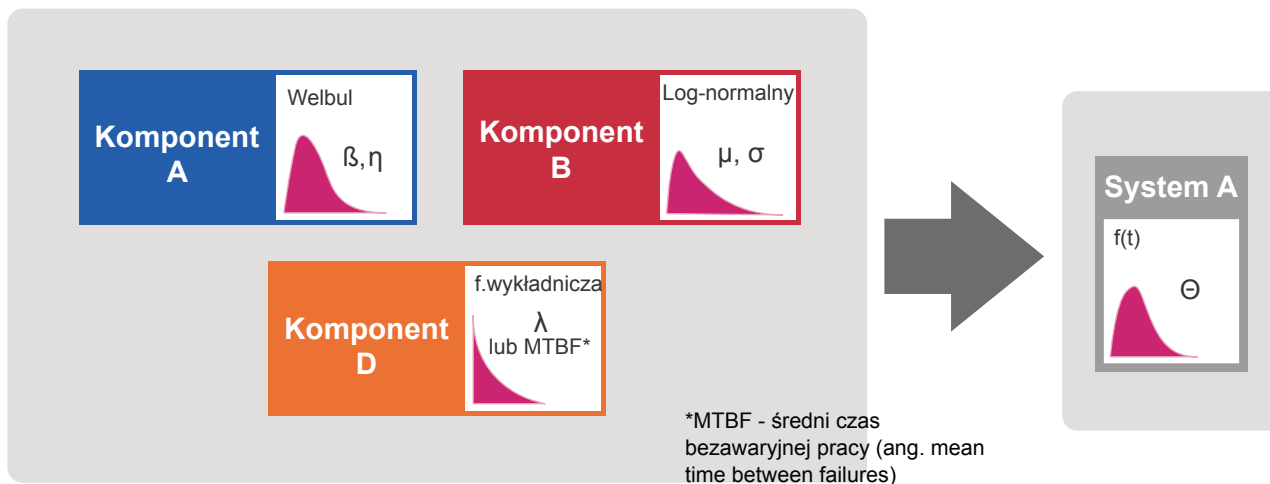 Komponent
A
Welbul
ß,η
Komponent
B
Log-normalny
μ, σ
Komponent
D
f.wykładnicza
λ
lub MTBF*
*MTBF - średni czas
bezawaryjnej pracy (ang. mean
time between failures)
System A
f(t)
Θ